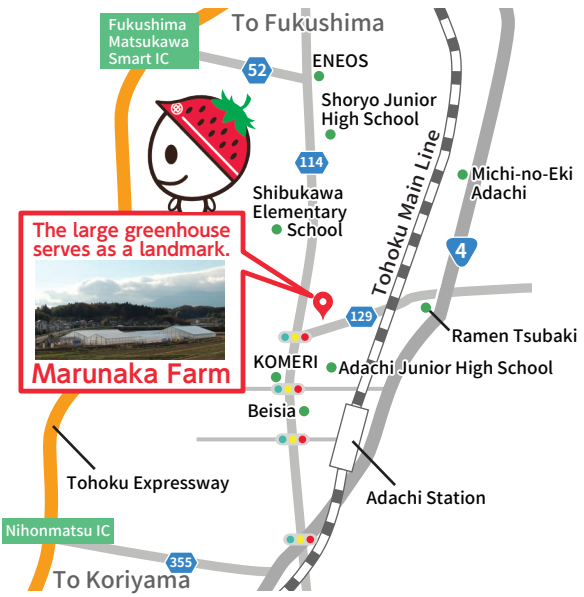 To Fukushima
Fukushima
Matsukawa
Smart IC
52
ENEOS
Shoryo Junior
High School
114
Tohoku Main Line
Michi-no-Eki
Adachi
Shibukawa
Elementary
School
The large greenhouse
serves as a landmark.
Marunaka Farm
4
129
Ramen Tsubaki
KOMERI
Adachi Junior High School
Beisia
Tohoku Expressway
Adachi Station
Nihonmatsu IC
355
To Koriyama